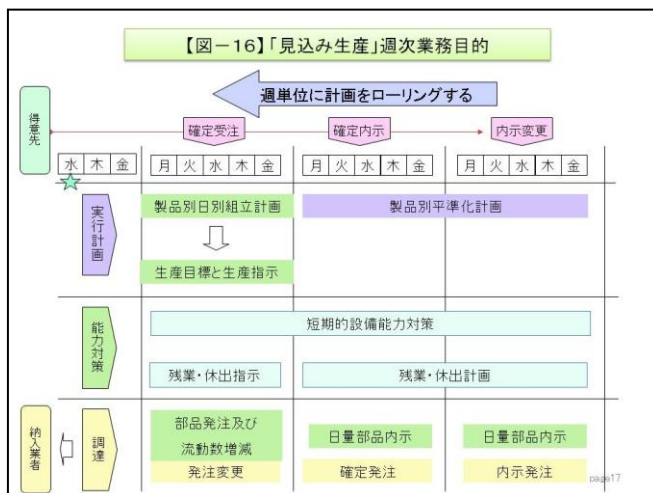 【図－16】「見込み生産」週次業務目的
週単位に計画をローリングする
得意先
確定受注
確定内示
内示変更
水 木 金
月 火 水 木 金
月 火 水 木 金
月 火 水 木 金
実行計画
製品別日別組立計画
製品別平準化計画
生産目標と生産指示
能力対策
短期的設備能力対策
残業・休出指示
残業・休出計画
納入業者
調達
部品発注及び
流動数増減
日量部品内示
日量部品内示
発注変更
確定発注
内示発注
page17